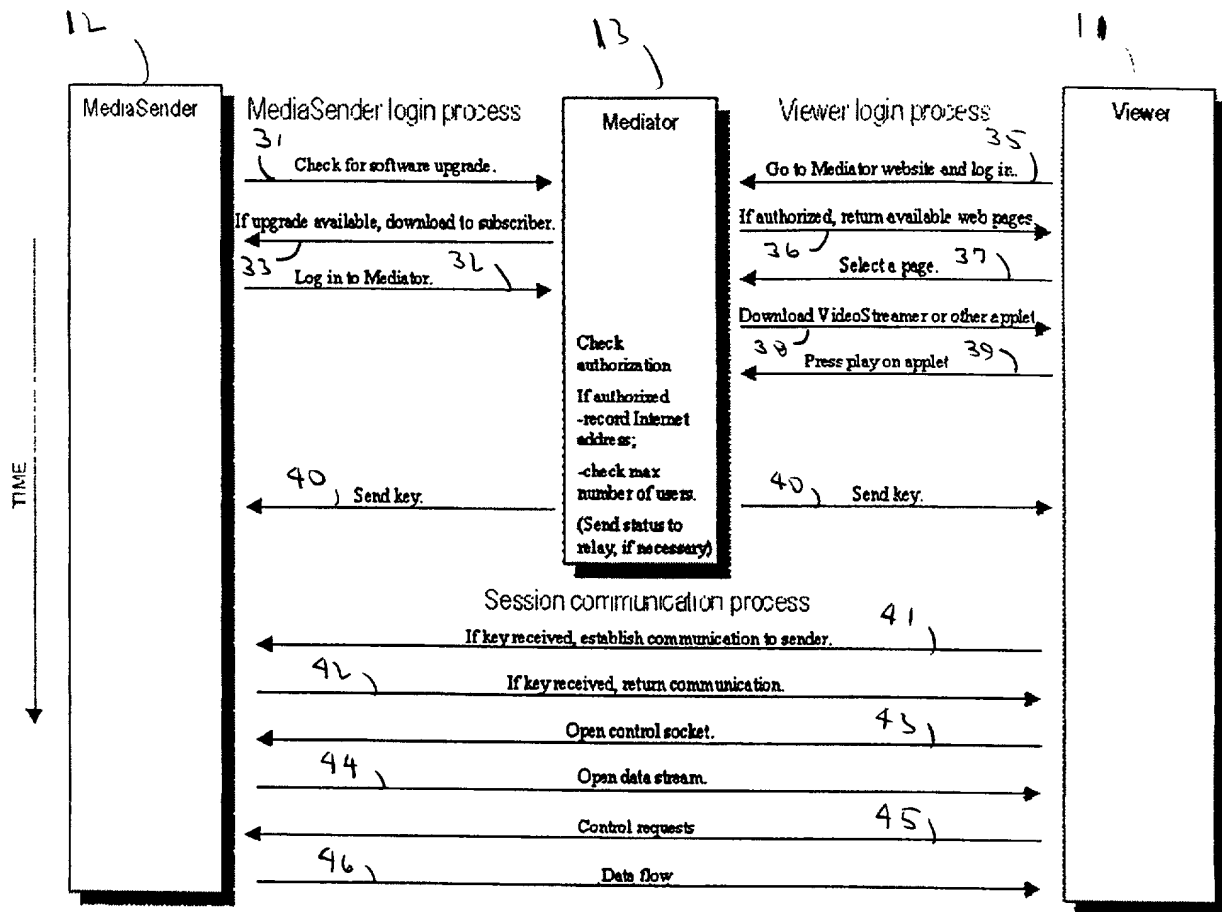 12
13
11
MediaSender
MediaSender login process
Mediator
Viewer login process
Viewer
31
Check for software upgrade.
35
Go to Mediator website and log in.
If upgrade available, download to subscriber.
33
If authorized, return available web pages
36
32
Log in to Mediator.
Select a page.
37
Download VideoStreamer or other applet
38
Press play on applet
39
Check
authorization
If authorized
-record Internet
address;
-check max
number of users.
(Send status to
relay, if necessary)
TIME
40
Send key.
40
Send key.
Session communication process
41
If key received, establish communication to sender.
42
If key received, return communication.
43
Open control socket.
44
Open data stream.
45
Control requests
46
Data flow